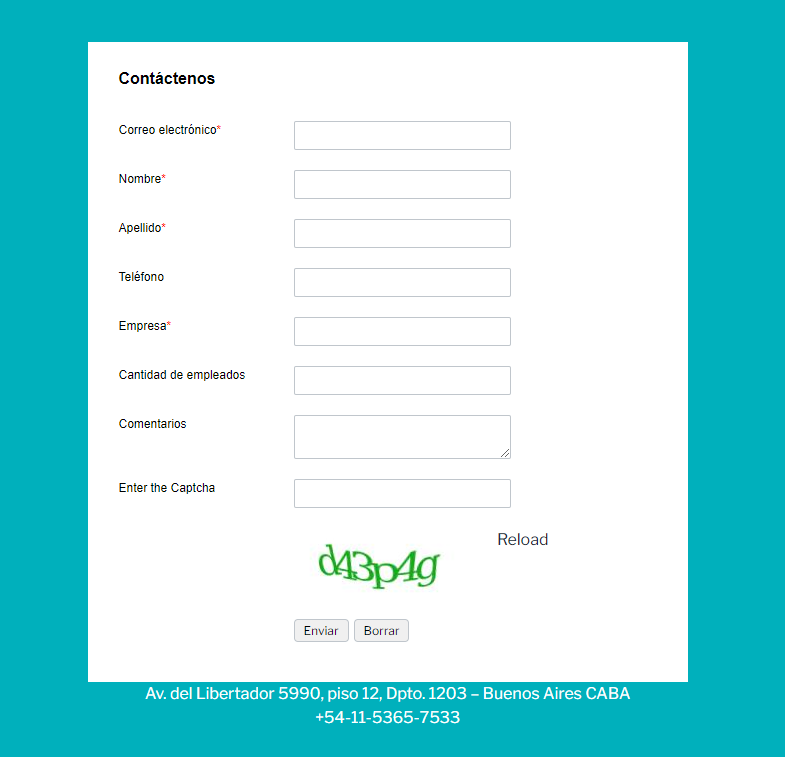 Contáctenos
Correo electrónico*
Nombre*
Apellido*
Teléfono
Empresa*
Cantidad de empleados
Comentarios
Enter the Captcha
Reload
d43p4g
Enviar Borrar
Av. del Libertador 5990, piso 12, Dpto. 1203 – Buenos Aires CABA
+54-11-5365-7533